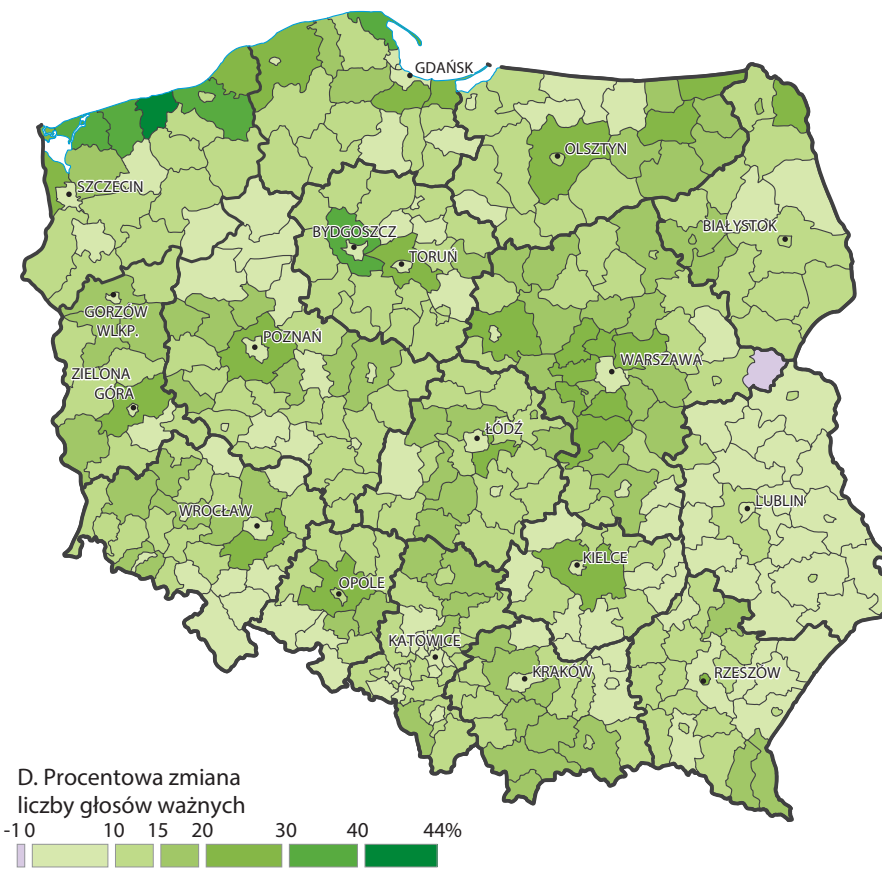 GDAŃSK
OLSZTYN
SZCZECIN
BIAŁYSTOK
BYDGOSZCZ
TORUŃ
GORZÓW
WLKP.
POZNAŃ
WARSZAWA
ZIELONA
GÓRA
ŁÓDŹ
WROCŁAW
LUBLIN
KIELCE
OPOLE
KATOWICE
KRAKÓW
RZESZÓW
D. Procentowa zmiana
liczby głosów ważnych
-1 0 10 15 20 30 40 44%